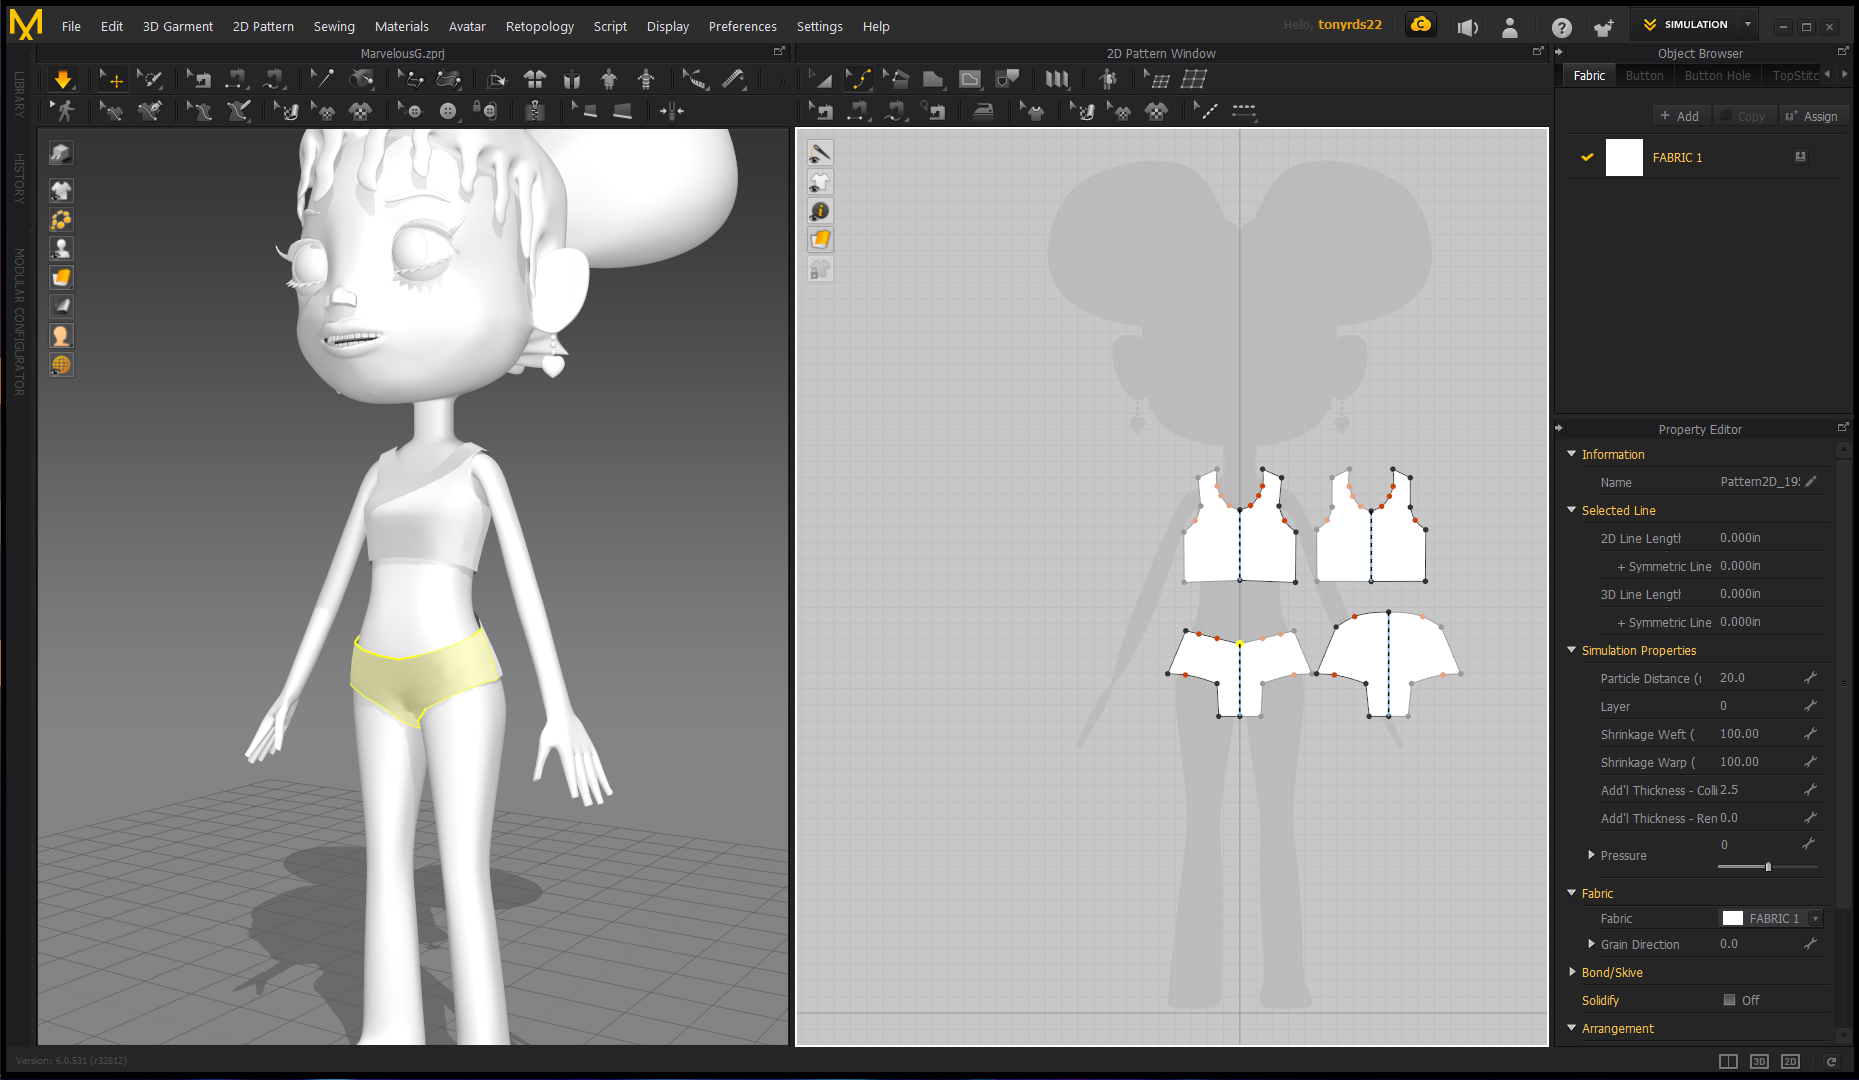 File Edit 3D Garment 2D Pattern Sewing Materials Avatar Retopology Script Display Preferences Settings Help
Hello, tonyrds22
SIMULATION
MarvelousG.zprj
2D Pattern Window
Object Browser
Fabric Button Button Hole TopStitc
+ Add Copy Assign
FABRIC 1
LIBRARY
HISTORY
MODULAR CONFIGURATOR
Property Editor
Information
Name Pattern2D_195
Selected Line
2D Line Length 0.000in
+ Symmetric Line 0.000in
3D Line Length 0.000in
+ Symmetric Line 0.000in
Simulation Properties
Particle Distance (r 20.0
Layer 0
Shrinkage Weft ( 100.00
Shrinkage Warp ( 100.00
Add'l Thickness - Colli 2.5
Add'l Thickness - Ren 0.0
Pressure 0
Fabric
Fabric FABRIC 1
Grain Direction 0.0
Bond/Skive
Solidify Off
Arrangement
Version: 6.0.531 (r32812)
3D 2D